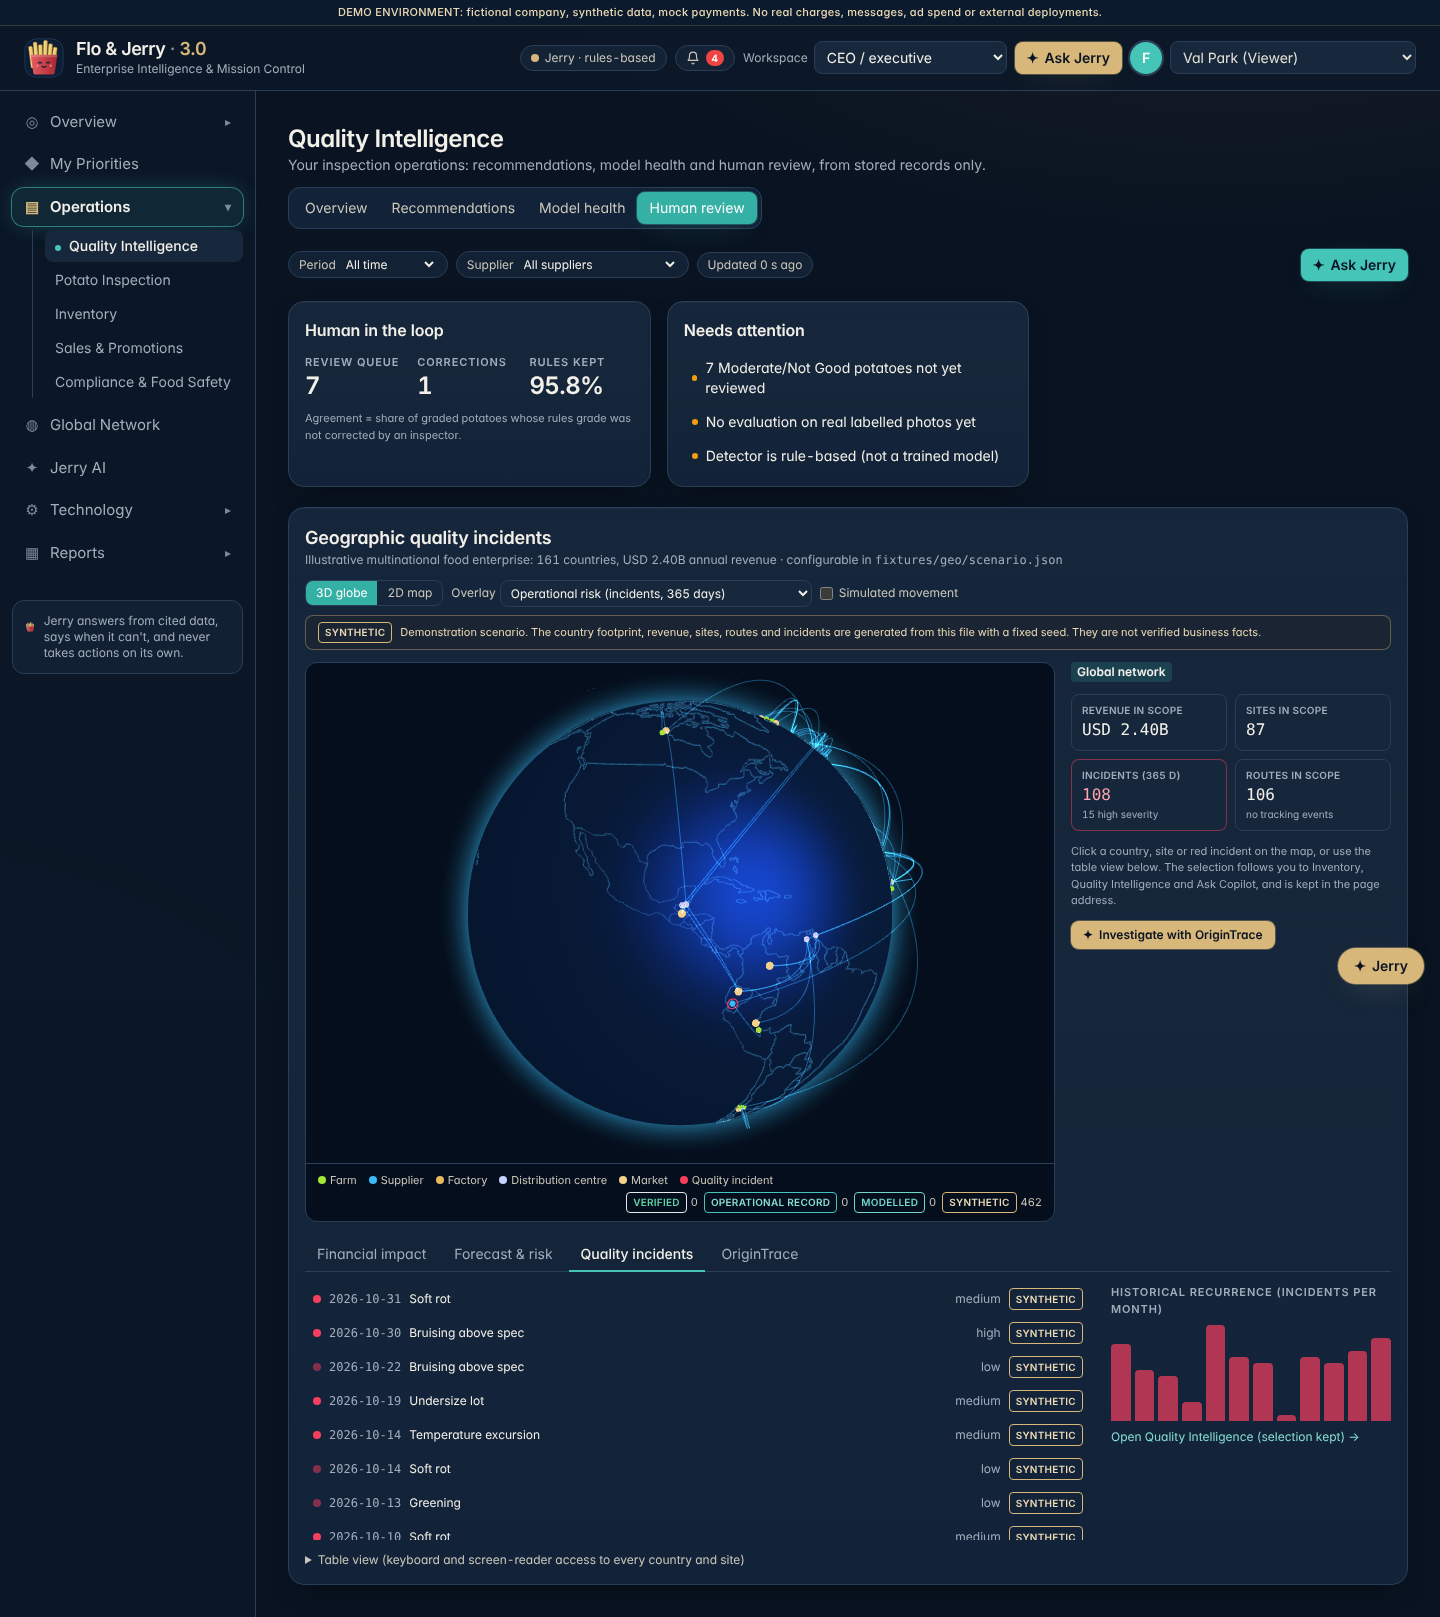 DEMO ENVIRONMENT: fictional company, synthetic data, mock payments. No real charges, messages, ad spend or external deployments.
Flo & Jerry · 3.0
Enterprise Intelligence & Mission Control
Jerry · rules-based
4
Workspace
CEO / executive
✦ Ask Jerry
F
Val Park (Viewer)
Overview
My Priorities
Operations
Quality Intelligence
Potato Inspection
Inventory
Sales & Promotions
Compliance & Food Safety
Global Network
Jerry AI
Technology
Reports
Jerry answers from cited data,
says when it can't, and never
takes actions on its own.
Quality Intelligence
Your inspection operations: recommendations, model health and human review, from stored records only.
Overview
Recommendations
Model health
Human review
Period All time
Supplier All suppliers
Updated 0 s ago
✦ Ask Jerry
Human in the loop
REVIEW QUEUE
CORRECTIONS
RULES KEPT
7
1
95.8%
Agreement = share of graded potatoes whose rules grade was
not corrected by an inspector.
Needs attention
7 Moderate/Not Good potatoes not yet
reviewed
No evaluation on real labelled photos yet
Detector is rule-based (not a trained model)
Geographic quality incidents
Illustrative multinational food enterprise: 161 countries, USD 2.40B annual revenue · configurable in fixtures/geo/scenario.json
3D globe
2D map
Overlay
Operational risk (incidents, 365 days)
Simulated movement
SYNTHETIC
Demonstration scenario. The country footprint, revenue, sites, routes and incidents are generated from this file with a fixed seed. They are not verified business facts.
Global network
REVENUE IN SCOPE
USD 2.40B
SITES IN SCOPE
87
INCIDENTS (365 D)
108
15 high severity
ROUTES IN SCOPE
106
no tracking events
Click a country, site or red incident on the map, or use the
table view below. The selection follows you to Inventory,
Quality Intelligence and Ask Copilot, and is kept in the page
address.
✦ Investigate with OriginTrace
✦ Jerry
Farm
Supplier
Factory
Distribution centre
Market
Quality incident
VERIFIED 0
OPERATIONAL RECORD 0
MODELLED 0
SYNTHETIC 462
Financial impact
Forecast & risk
Quality incidents
OriginTrace
2026-10-31 Soft rot medium SYNTHETIC
2026-10-30 Bruising above spec high SYNTHETIC
2026-10-22 Bruising above spec low SYNTHETIC
2026-10-19 Undersize lot medium SYNTHETIC
2026-10-14 Temperature excursion medium SYNTHETIC
2026-10-14 Soft rot low SYNTHETIC
2026-10-13 Greening low SYNTHETIC
2026-10-10 Soft rot medium SYNTHETIC
HISTORICAL RECURRENCE (INCIDENTS PER
MONTH)
Open Quality Intelligence (selection kept) →
Table view (keyboard and screen-reader access to every country and site)